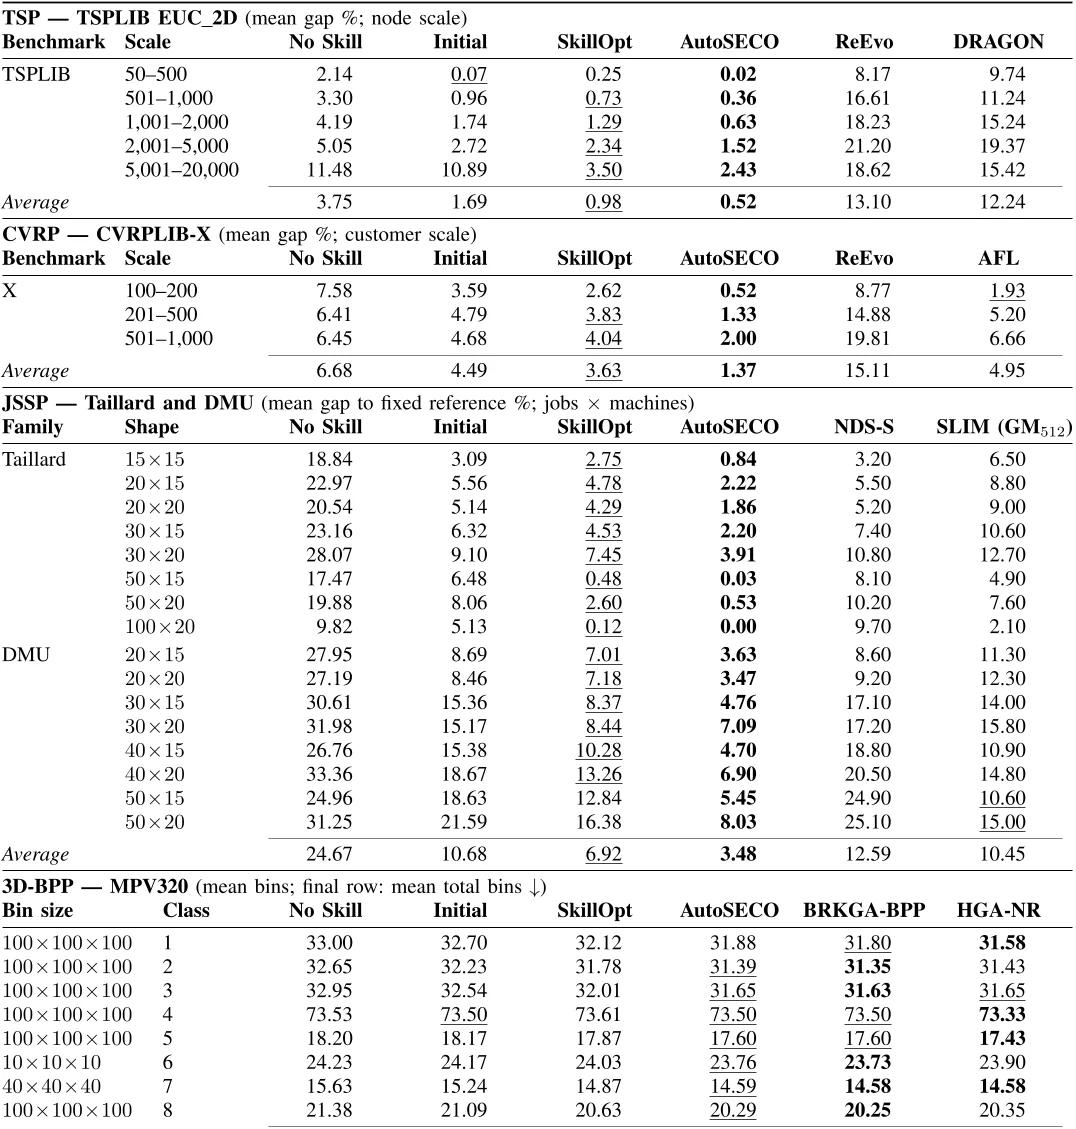 TSP — TSPLIB EUC_2D (mean gap %; node scale)
Benchmark Scale No Skill Initial SkillOpt AutoSECO ReEvo DRAGON
TSPLIB 50–500 2.14 0.07 0.25 0.02 8.17 9.74
501–1,000 3.30 0.96 0.73 0.36 16.61 11.24
1,001–2,000 4.19 1.74 1.29 0.63 18.23 15.24
2,001–5,000 5.05 2.72 2.34 1.52 21.20 19.37
5,001–20,000 11.48 10.89 3.50 2.43 18.62 15.42
Average 3.75 1.69 0.98 0.52 13.10 12.24
CVRP — CVRPLIB-X (mean gap %; customer scale)
Benchmark Scale No Skill Initial SkillOpt AutoSECO ReEvo AFL
X 100–200 7.58 3.59 2.62 0.52 8.77 1.93
201–500 6.41 4.79 3.83 1.33 14.88 5.20
501–1,000 6.45 4.68 4.04 2.00 19.81 6.66
Average 6.68 4.49 3.63 1.37 15.11 4.95
JSSP — Taillard and DMU (mean gap to fixed reference %; jobs × machines)
Family Shape No Skill Initial SkillOpt AutoSECO NDS-S SLIM (GM512)
Taillard 15×15 18.84 3.09 2.75 0.84 3.20 6.50
20×15 22.97 5.56 4.78 2.22 5.50 8.80
20×20 20.54 5.14 4.29 1.86 5.20 9.00
30×15 23.16 6.32 4.53 2.20 7.40 10.60
30×20 28.07 9.10 7.45 3.91 10.80 12.70
50×15 17.47 6.48 0.48 0.03 8.10 4.90
50×20 19.88 8.06 2.60 0.53 10.20 7.60
100×20 9.82 5.13 0.12 0.00 9.70 2.10
DMU 20×15 27.95 8.69 7.01 3.63 8.60 11.30
20×20 27.19 8.46 7.18 3.47 9.20 12.30
30×15 30.61 15.36 8.37 4.76 17.10 14.00
30×20 31.98 15.17 8.44 7.09 17.20 15.80
40×15 26.76 15.38 10.28 4.70 18.80 10.90
40×20 33.36 18.67 13.26 6.90 20.50 14.80
50×15 24.96 18.63 12.84 5.45 24.90 10.60
50×20 31.25 21.59 16.38 8.03 25.10 15.00
Average 24.67 10.68 6.92 3.48 12.59 10.45
3D-BPP — MPV320 (mean bins; final row: mean total bins ↓)
Bin size Class No Skill Initial SkillOpt AutoSECO BRKGA-BPP HGA-NR
100×100×100 1 33.00 32.70 32.12 31.88 31.80 31.58
100×100×100 2 32.65 32.23 31.78 31.39 31.35 31.43
100×100×100 3 32.95 32.54 32.01 31.65 31.63 31.65
100×100×100 4 73.53 73.50 73.61 73.50 73.50 73.33
100×100×100 5 18.20 18.17 17.87 17.60 17.60 17.43
10×10×10 6 24.23 24.17 24.03 23.76 23.73 23.90
40×40×40 7 15.63 15.24 14.87 14.59 14.58 14.58
100×100×100 8 21.38 21.09 20.63 20.29 20.25 20.35